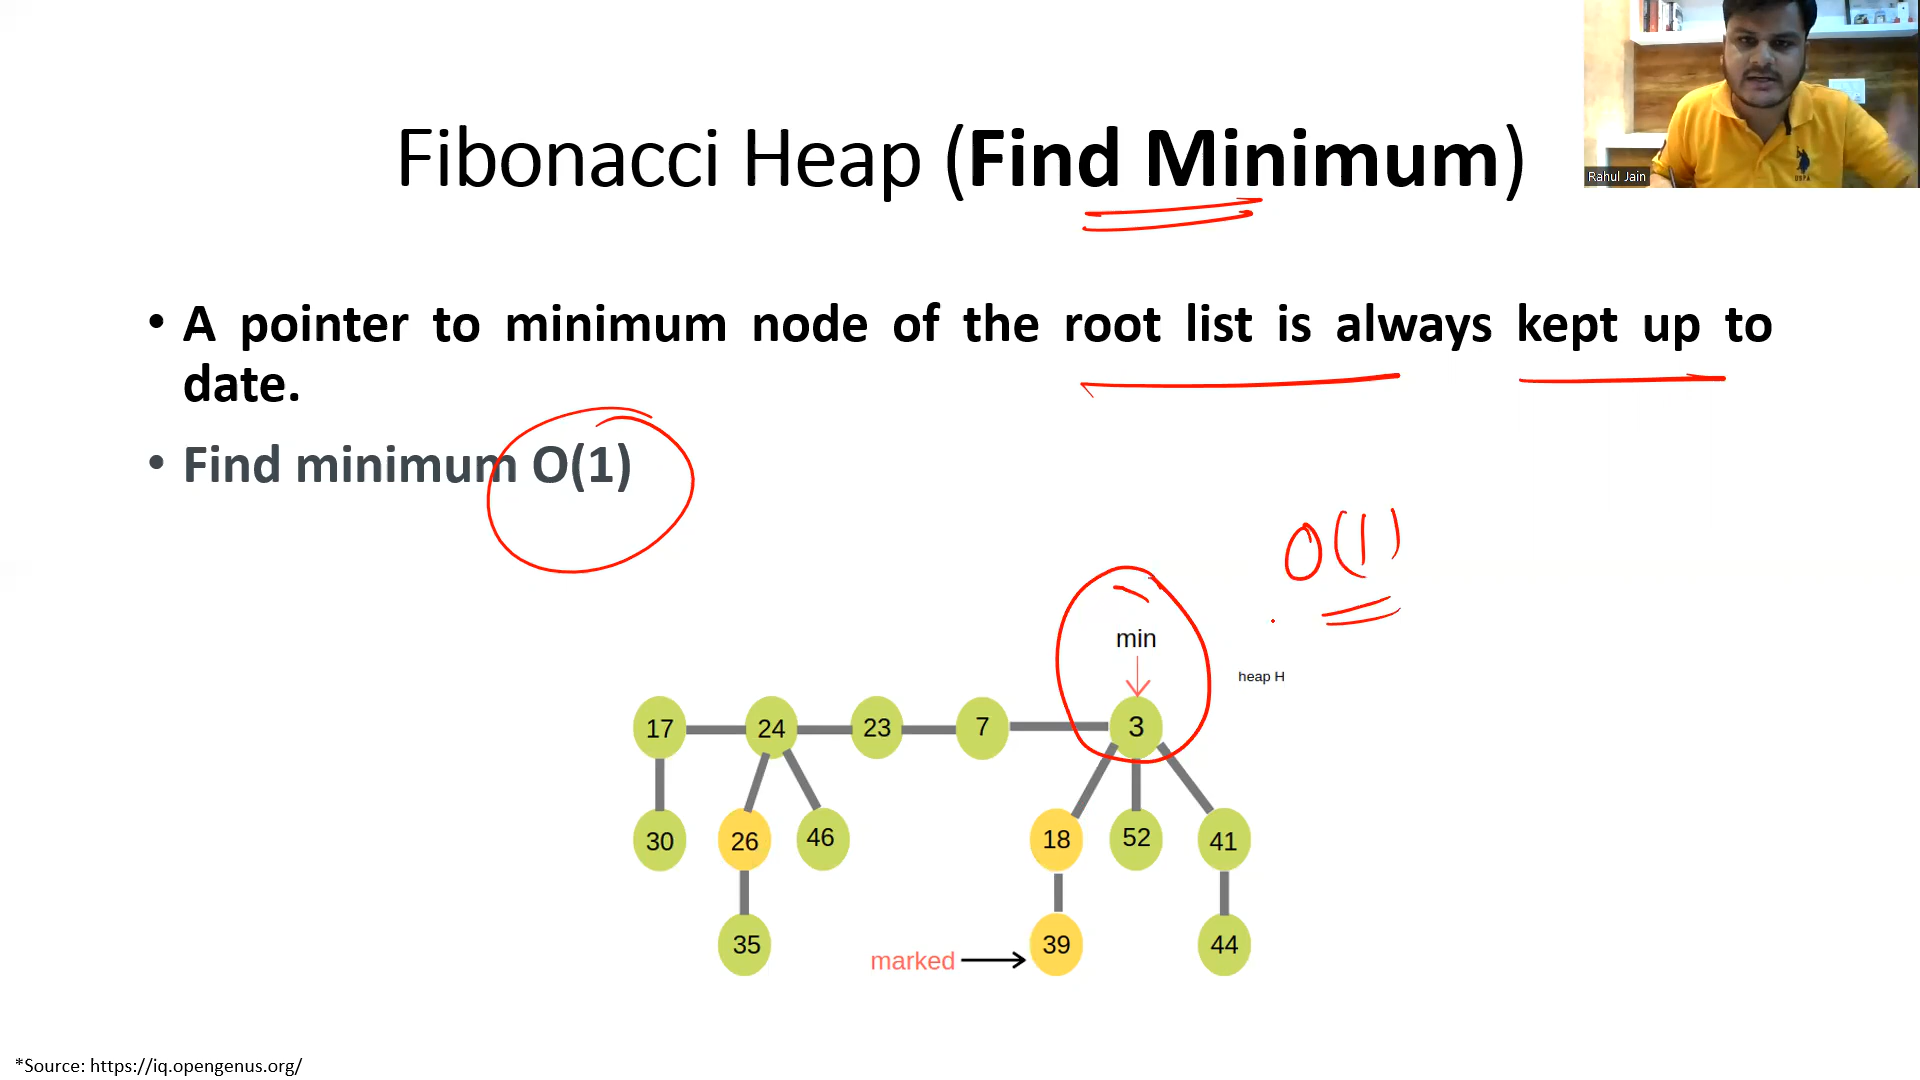 Fibonacci Heap (Find Minimum)
Rahul Jain
USPA
• A pointer to minimum node of the root list is always kept up to
date.
• Find minimum O(1)
O(1)
min
heap H
17 24 23 7 3
30 26 46 18 52 41
35 39 44
marked
*Source: https://iq.opengenus.org/